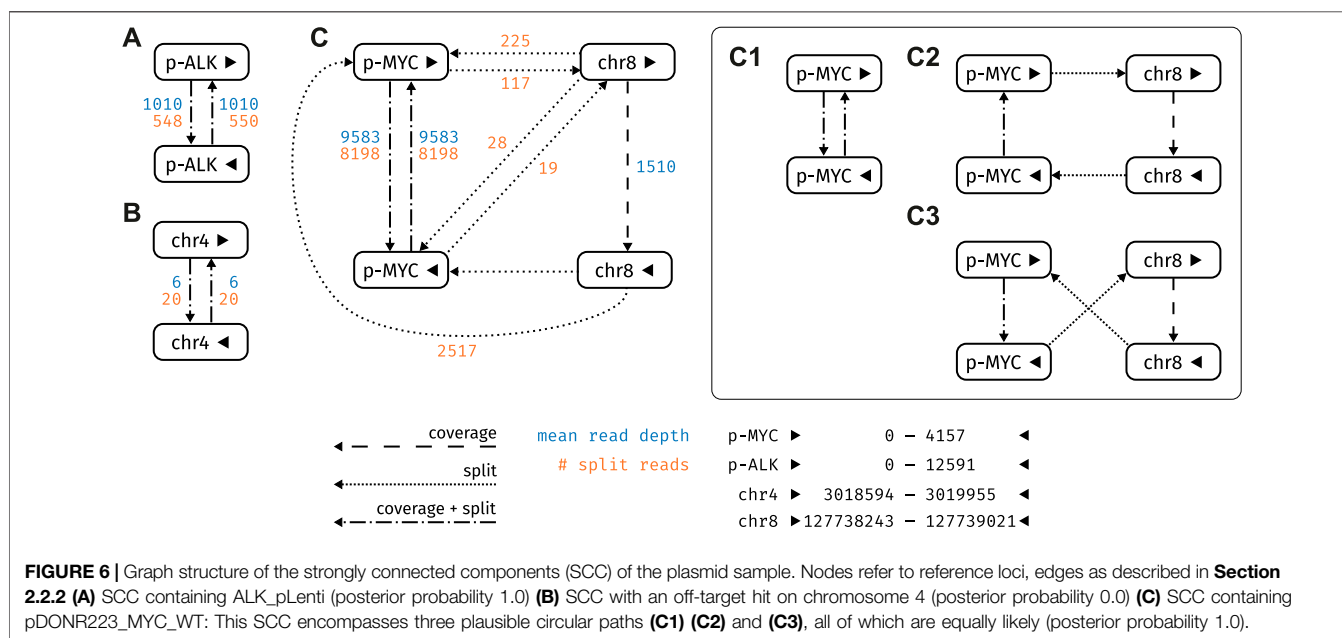 A
p-ALK ►
1010 1010
548 550
p-ALK ◄
B
chr4 ►
6 6
20 20
chr4 ◄
C
p-MYC ►
225
117
chr8 ►
9583 9583
8198 8198
28
19
1510
p-MYC ◄
chr8 ◄
2517
C1
p-MYC ►
p-MYC ◄
C2
p-MYC ►
chr8 ►
p-MYC ◄
chr8 ◄
C3
p-MYC ►
chr8 ►
p-MYC ◄
chr8 ◄
coverage
split
coverage + split
mean read depth
# split reads
p-MYC ► 0 – 4157 ◄
p-ALK ► 0 – 12591 ◄
chr4 ► 3018594 – 3019955 ◄
chr8 ►127738243 – 127739021◄
FIGURE 6 | Graph structure of the strongly connected components (SCC) of the plasmid sample. Nodes refer to reference loci, edges as described in Section
2.2.2 (A) SCC containing ALK_pLenti (posterior probability 1.0) (B) SCC with an off-target hit on chromosome 4 (posterior probability 0.0) (C) SCC containing
pDONR223_MYC_WT: This SCC encompasses three plausible circular paths (C1) (C2) and (C3), all of which are equally likely (posterior probability 1.0).